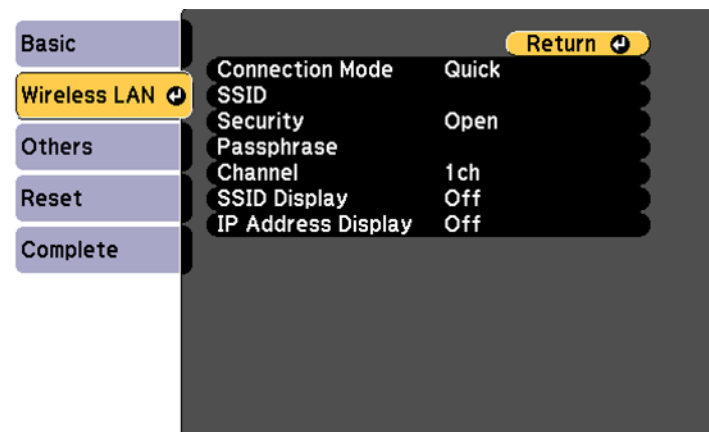 Basic
Wireless LAN
Others
Reset
Complete
Return
Connection Mode Quick
SSID
Security Open
Passphrase
Channel 1ch
SSID Display Off
IP Address Display Off